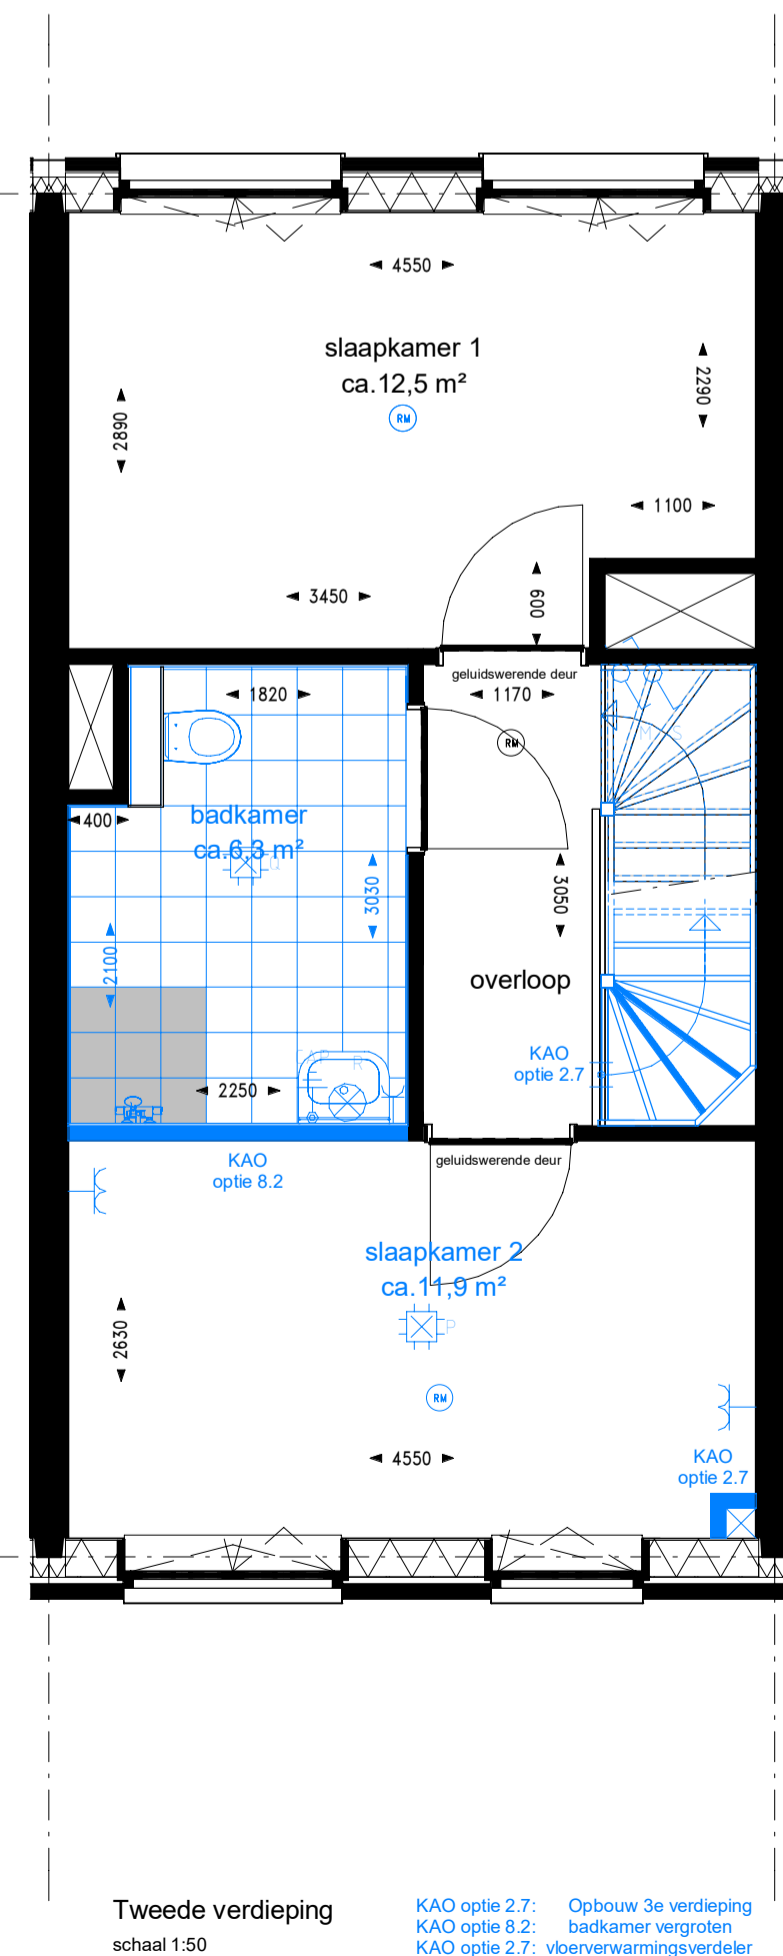 4550
slaapkamer 1
ca.12,5 m²
RM
2290
2890
1100
3450
600
geluidswerende deur
1820
1170
RM
M S
400
badkamer
ca.6,3 m²
3030
3050
2100
overloop
KAO
optie 2.7
2250
geluidswerende deur
KAO
optie 8.2
slaapkamer 2
ca.11,9 m²
P
2630
RM
4550
KAO
optie 2.7
Tweede verdieping
schaal 1:50
KAO optie 2.7: Opbouw 3e verdieping
KAO optie 8.2: badkamer vergroten
KAO optie 2.7: vloerverwarmingsverdeler